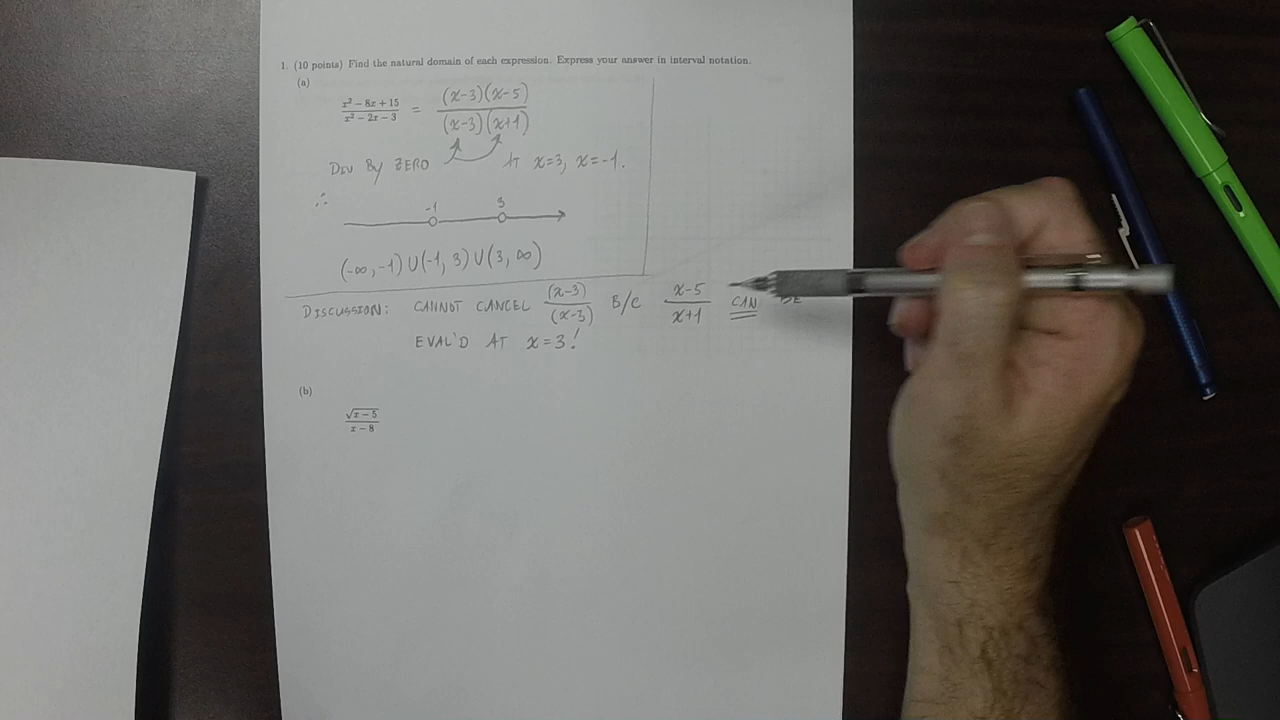 1. (10 points) Find the natural domain of each expression. Express your answer in interval notation.
(a)
x² − 8x + 15 / x² − 2x − 3 = (x-3)(x-5) / (x-3)(x+1)
DIV BY ZERO AT x=3, x=-1.
∴
-1 3
(-∞,-1) ∪ (-1, 3) ∪ (3, ∞)
DISCUSSION: CANNOT CANCEL (x-3) / (x-3) B/C x-5 / x+1 CAN BE
EVAL'D AT x=3!
(b)
√x − 5 / x − 8